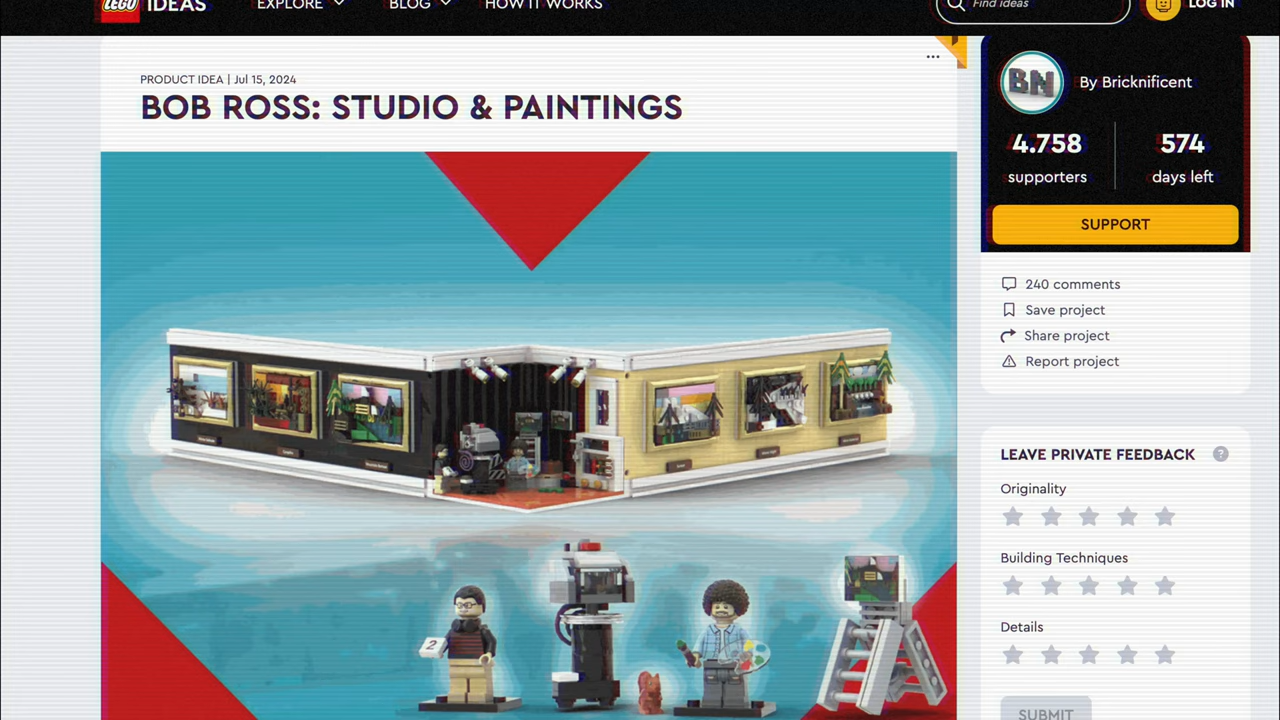 LEGO IDEAS
EXPLORE
BLOG
HOW IT WORKS
Find ideas
LOG IN
PRODUCT IDEA | Jul 15, 2024
BOB ROSS: STUDIO & PAINTINGS
2
BN
By Bricknificent
4.758
supporters
574
days left
SUPPORT
240 comments
Save project
Share project
Report project
LEAVE PRIVATE FEEDBACK
?
Originality
Building Techniques
Details
SUBMIT